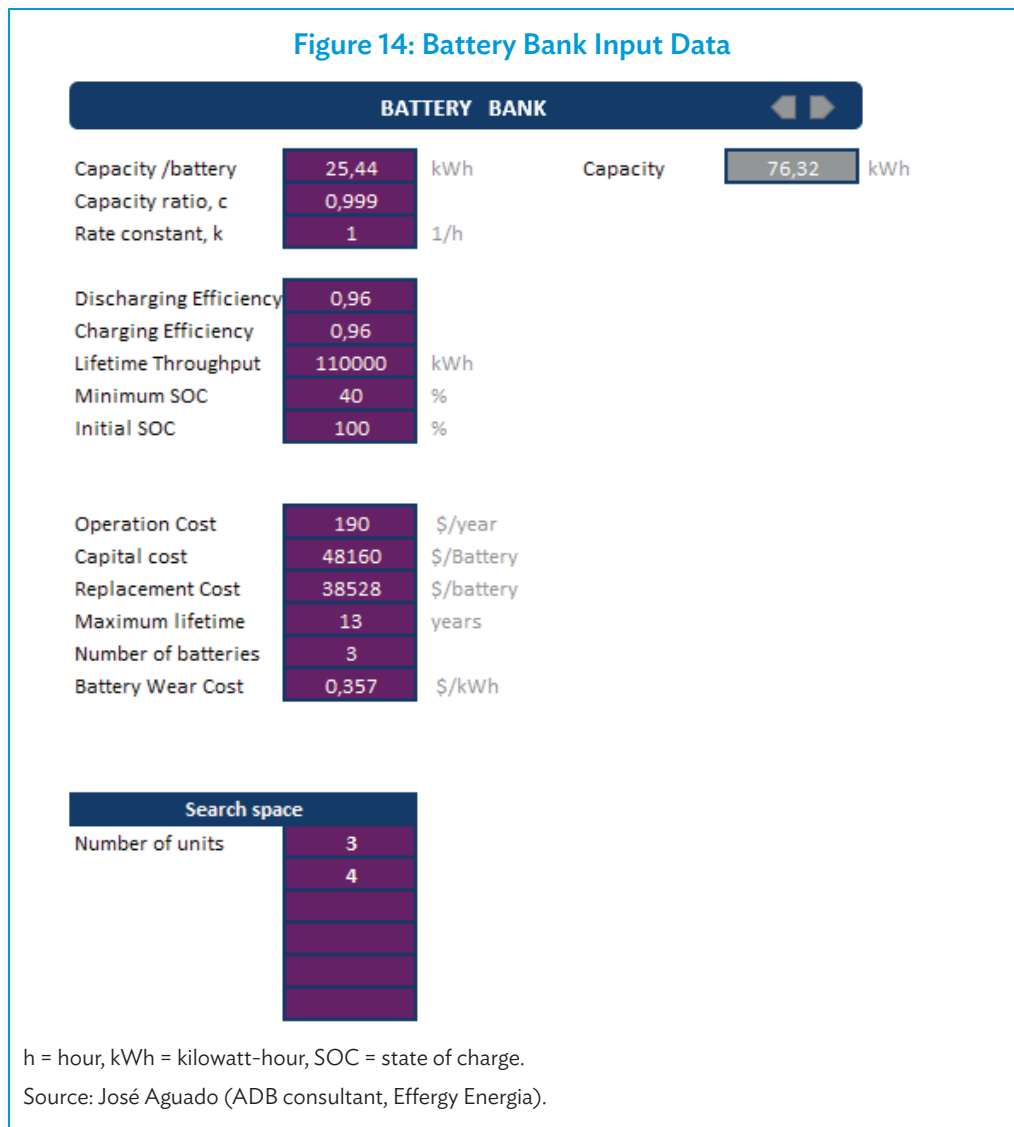 Figure 14: Battery Bank Input Data
BATTERY BANK
Capacity /battery 25,44 kWh Capacity 76,32 kWh
Capacity ratio, c 0,999
Rate constant, k 1 1/h
Discharging Efficiency 0,96
Charging Efficiency 0,96
Lifetime Throughput 110000 kWh
Minimum SOC 40 %
Initial SOC 100 %
Operation Cost 190 $/year
Capital cost 48160 $/Battery
Replacement Cost 38528 $/battery
Maximum lifetime 13 years
Number of batteries 3
Battery Wear Cost 0,357 $/kWh
Search space
Number of units 3
4
h = hour, kWh = kilowatt-hour, SOC = state of charge.
Source: José Aguado (ADB consultant, Effergy Energia).